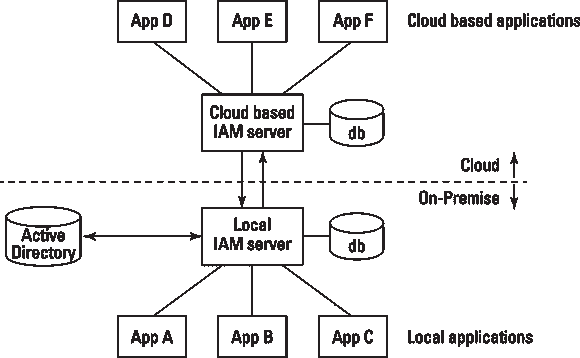 App D
App E
App F
Cloud based applications
Cloud based
IAM server
db
Cloud
On-Premise
Active
Directory
Local
IAM server
db
App A
App B
App C
Local applications